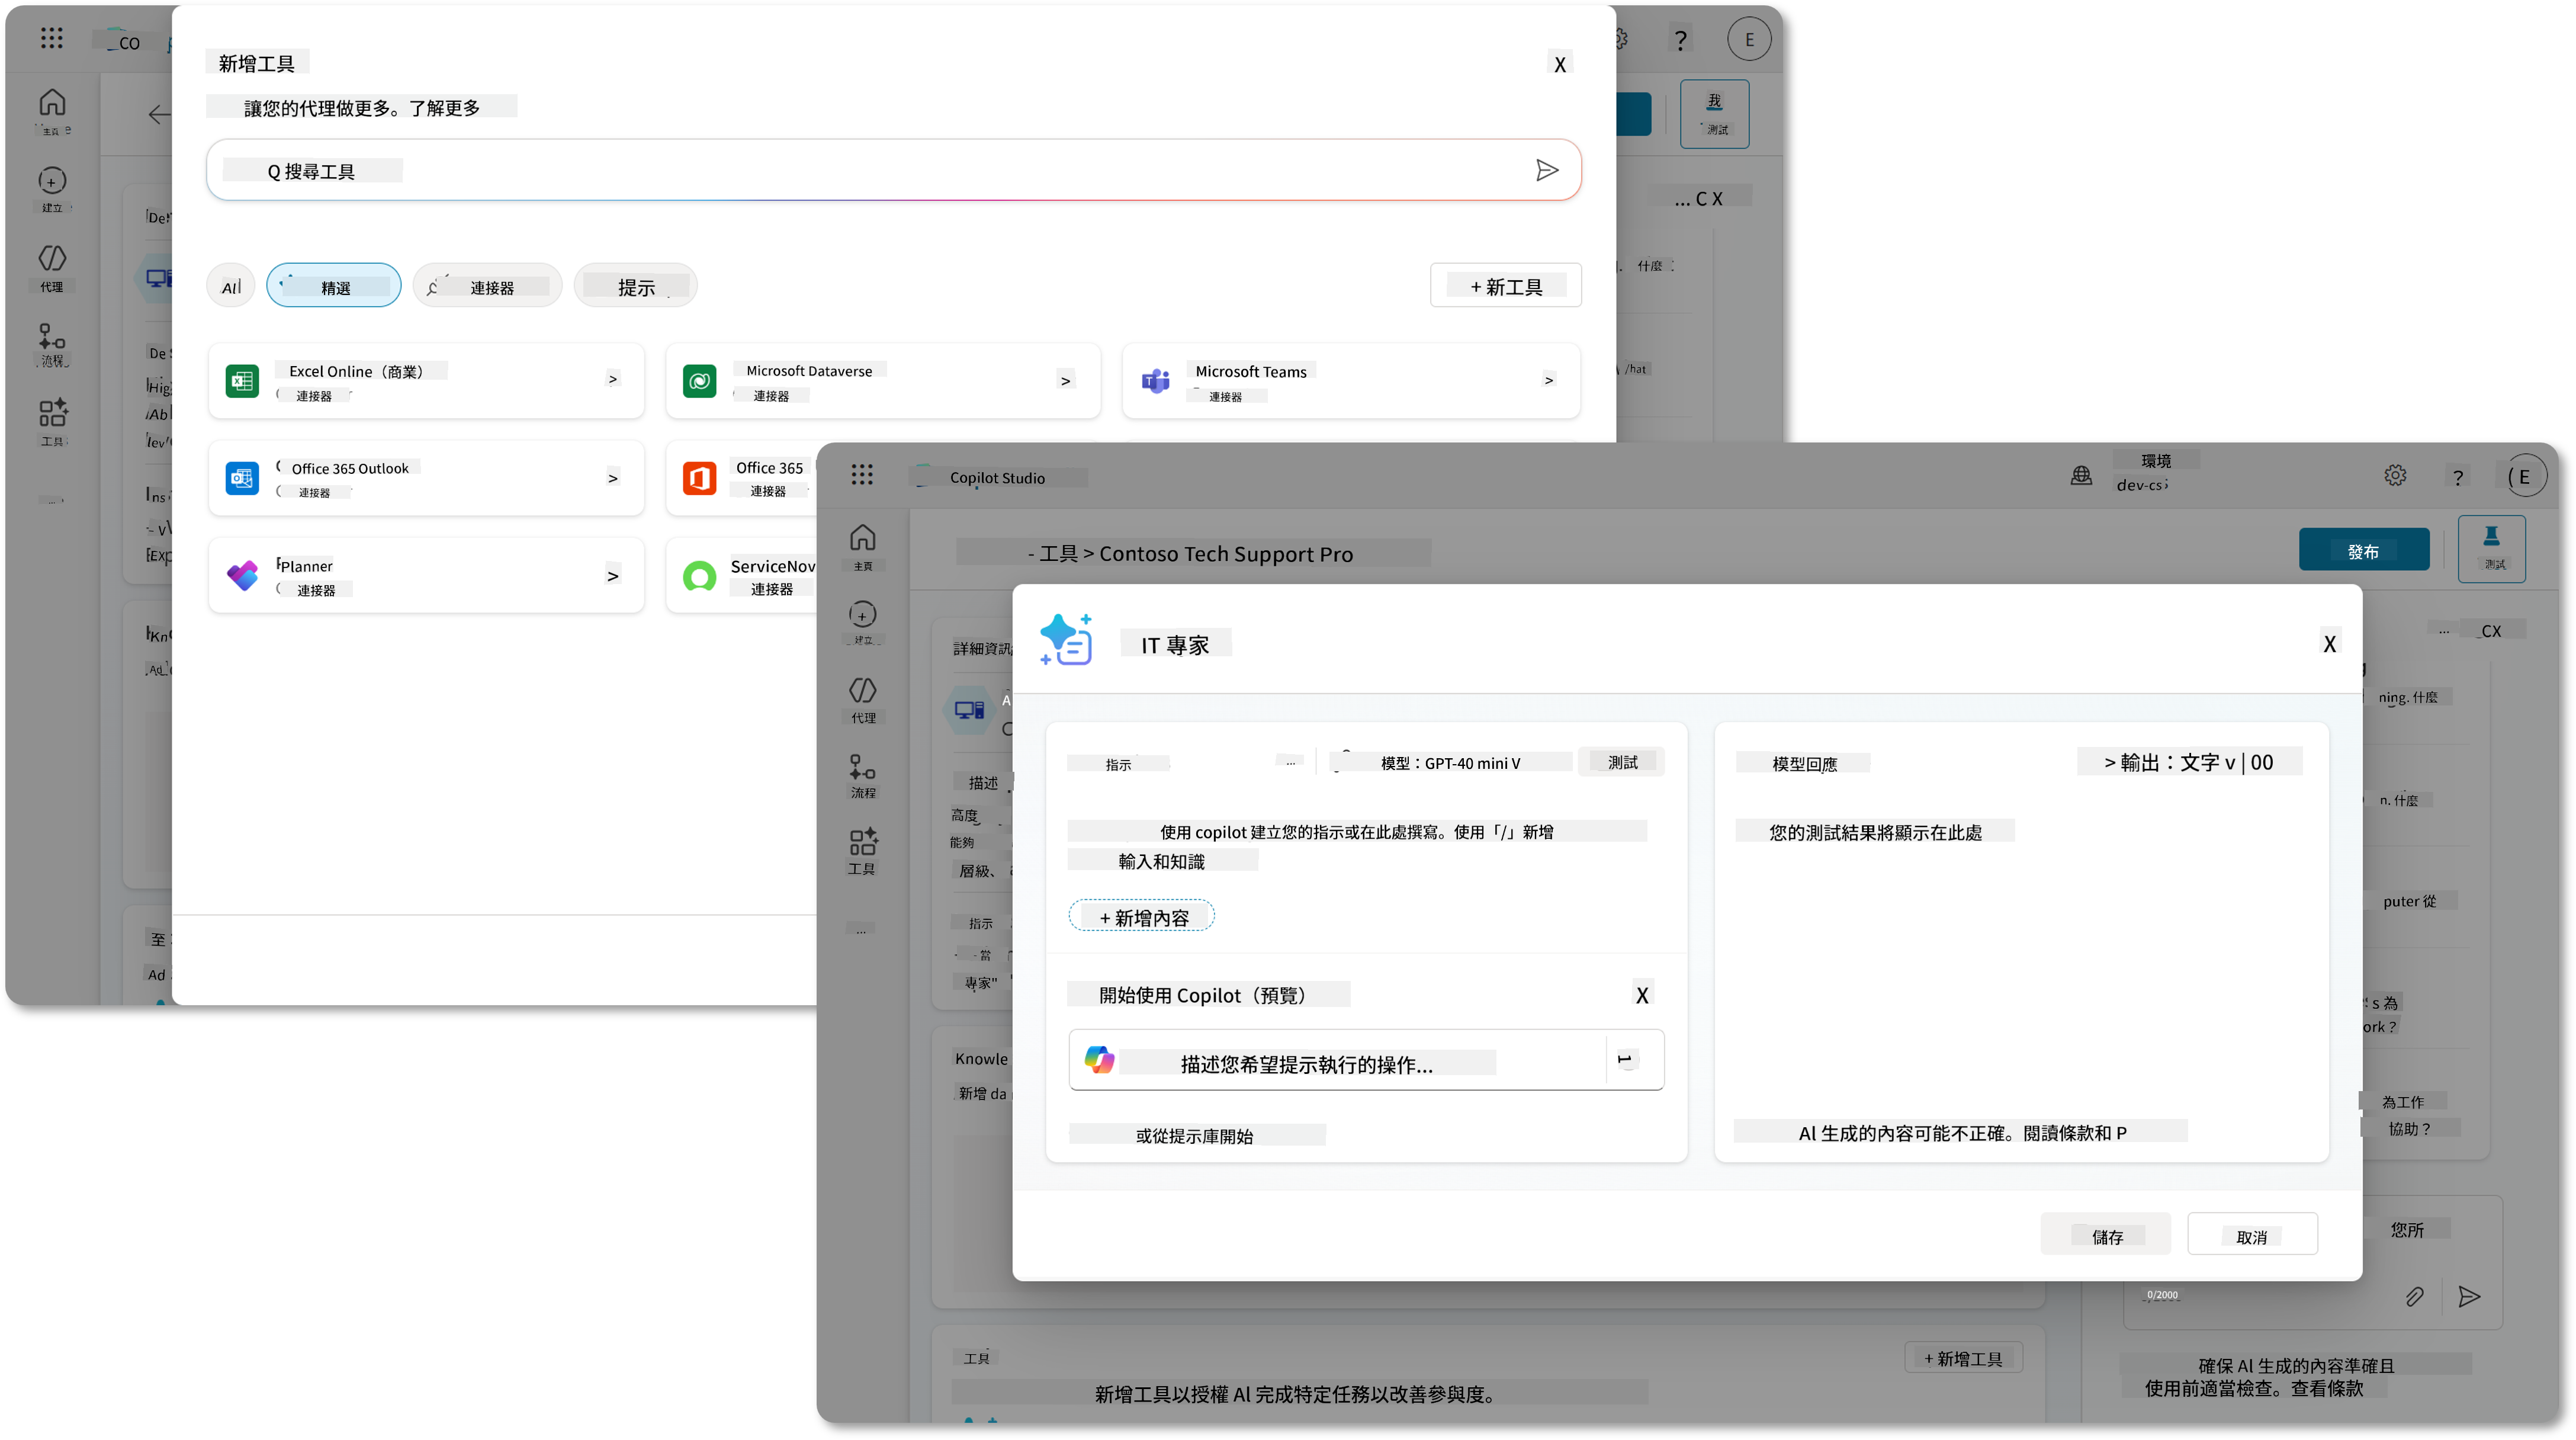 CO
新增工具
X
?
E
讓您的代理做更多。了解更多
我
測試
主頁
Q 搜尋工具
... C X
建立
代理
Al
精選
連接器
提示
+ 新工具
什麼
流程
工具
Excel Online（商業）
連接器
>
Microsoft Dataverse
連接器
>
Microsoft Teams
連接器
>
Office 365 Outlook
連接器
>
Office 365
連接器
Planner
連接器
>
連接器
至
Ad
Copilot Studio
環境
?
E
主頁
- 工具 > Contoso Tech Support Pro
發布
測試
建立
代理
流程
工具
...
詳細資訊
描述
高度
能夠
層級、
指示
當
專家"
Knowle
新增 da
IT 專家
X
... CX
ning. 什麼
n. 什麼
puter 從
s 為
ork？
為工作
協助？
指示
...
模型：GPT-40 mini V
測試
使用 copilot 建立您的指示或在此處撰寫。使用「/」新增
輸入和知識
+ 新增內容
開始使用 Copilot（預覽）
X
描述您希望提示執行的操作...
或從提示庫開始
模型回應
> 輸出：文字 v | 00
您的測試結果將顯示在此處
Al 生成的內容可能不正確。閱讀條款和 P
儲存
取消
您所
0/2000
工具
+ 新增工具
新增工具以授權 Al 完成特定任務以改善參與度。
確保 Al 生成的內容準確且
使用前適當檢查。查看條款